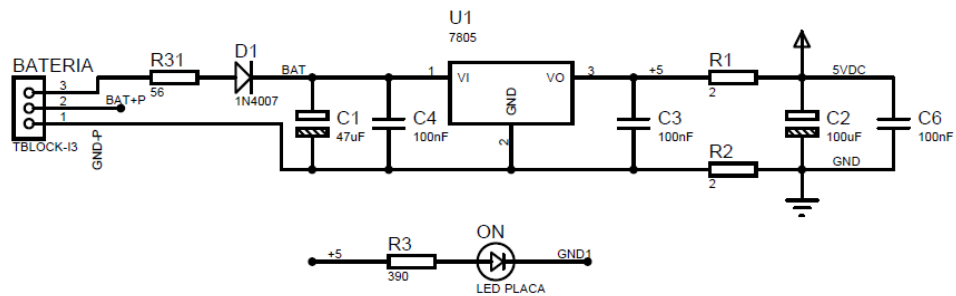 U1
7805
BATERIA
R31
D1
BAT
1
VI
VO
3
+5
R1
5VDC
3
2
1
56
1N4007
BAT+P
GND
2
2
C1
47uF
C4
100nF
C3
100nF
C2
100uF
C6
100nF
TBLOCK-I3
GND-P
R2
2
GND
+5
R3
390
ON
GND1
LED PLACA